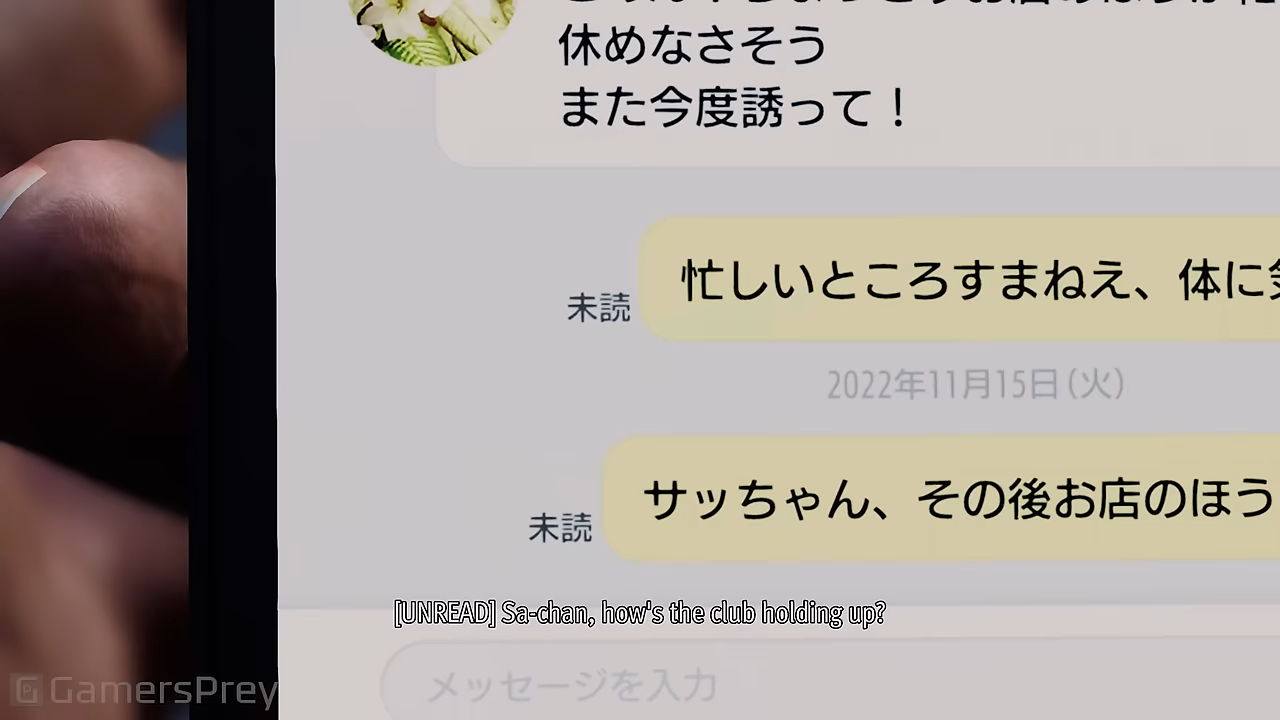 休めなさそう
また今度誘って！
忙しいところすまねえ、体に気
未読
2022年11月15日（火）
サッちゃん、その後お店のほう
未読
[UNREAD] Sa-chan, how's the club holding up?
メッセージを入力
GamersPrey